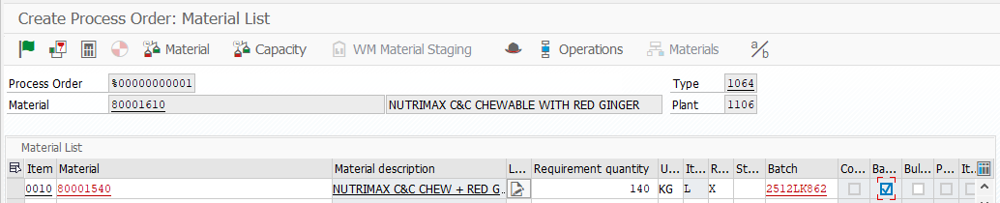 Create Process Order: Material List
Material Capacity WM Material Staging Operations Materials a/b
Process Order %00000000001 Type 1064
Material 80001610 NUTRIMAX C&C CHEWABLE WITH RED GINGER Plant 1106
Material List
Item Material Material description L... Requirement quantity U... It... R... St... Batch Co... Ba... Bul... P... It...
0010 80001540 NUTRIMAX C&C CHEW + RED G... 140 KG L X 2512LK862